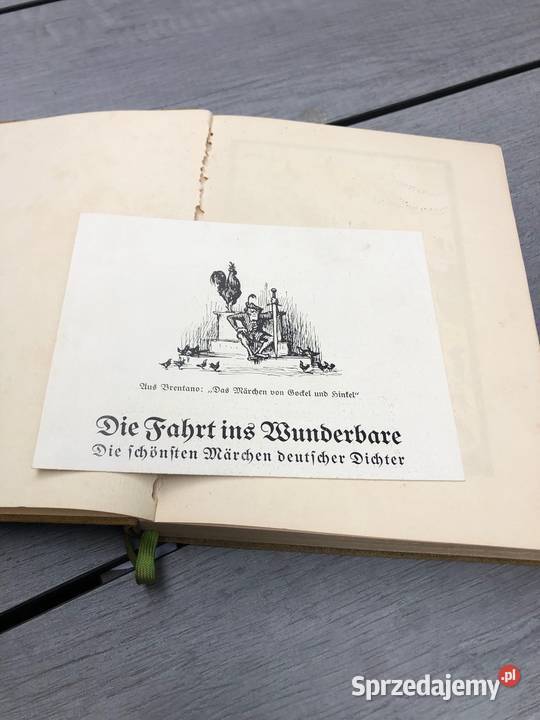 Aus Brentano: „Das Märchen von Gockel und Hinkel“
Die Fahrt ins Wunderbare
Die schönsten Märchen deutscher Dichter
Sprzedajemy.pl